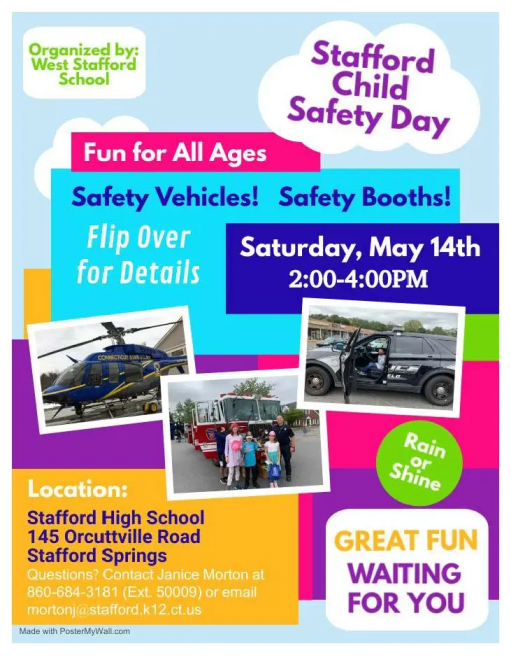 Organized by:
West Stafford
School
Stafford
Child
Safety Day
Fun for All Ages
Safety Vehicles! Safety Booths!
Flip Over
for Details
Saturday, May 14th
2:00-4:00PM
Rain
or
Shine
Location:
Stafford High School
145 Orcuttville Road
Stafford Springs
Questions? Contact Janice Morton at
860-684-3181 (Ext. 50009) or email
mortonj@stafford.k12.ct.us
GREAT FUN
WAITING
FOR YOU
Made with PosterMyWall.com